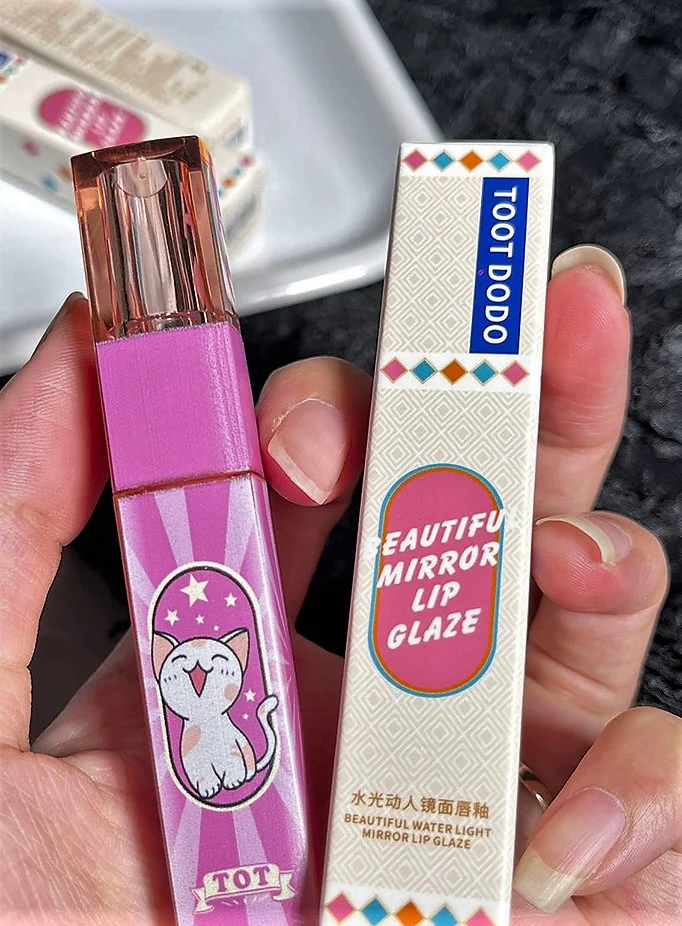 TOOT DODO
BEAUTIFU
MIRROR
LIP
GLAZE
水光动人镜面唇釉
BEAUTIFUL WATER LIGHT
MIRROR LIP GLAZE
TOT